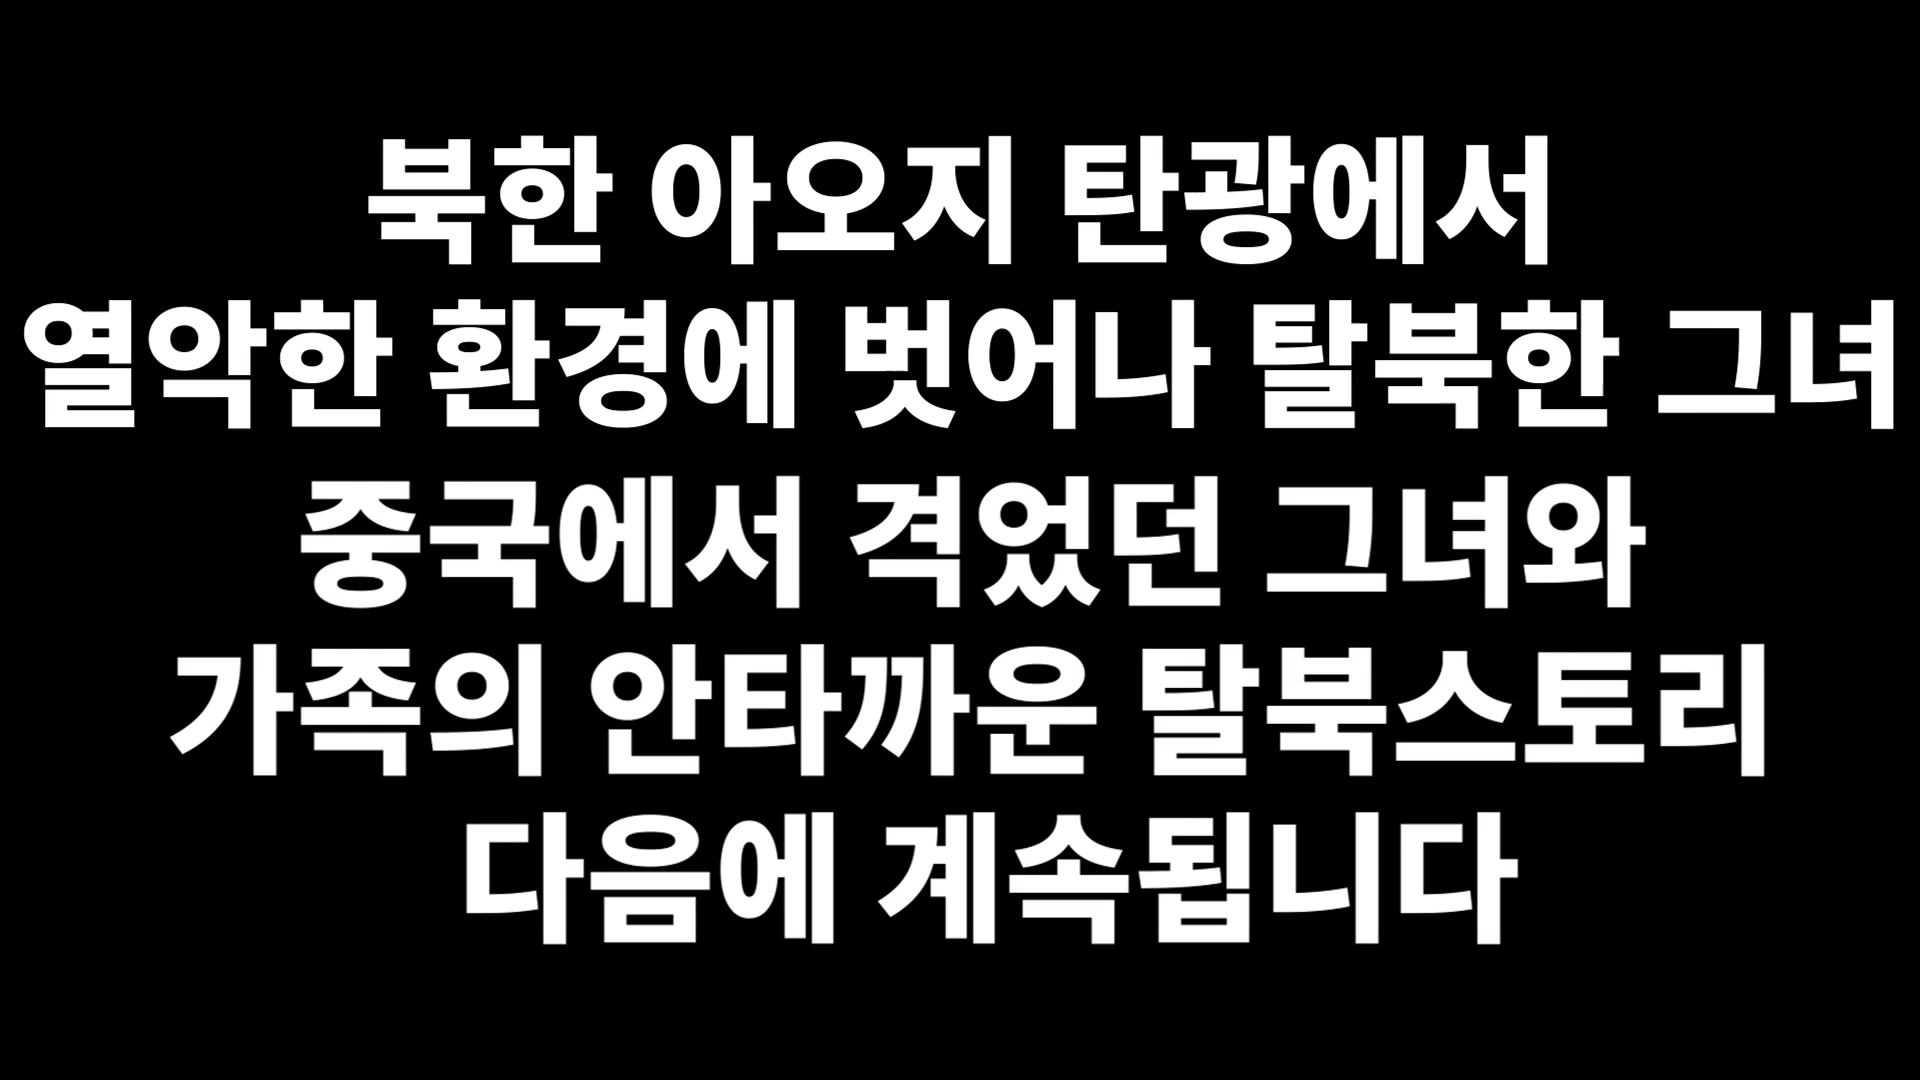 북한 아오지 탄광에서
열악한 환경에 벗어나 탈북한 그녀
중국에서 격었던 그녀와
가족의 안타까운 탈북스토리
다음에 계속됩니다